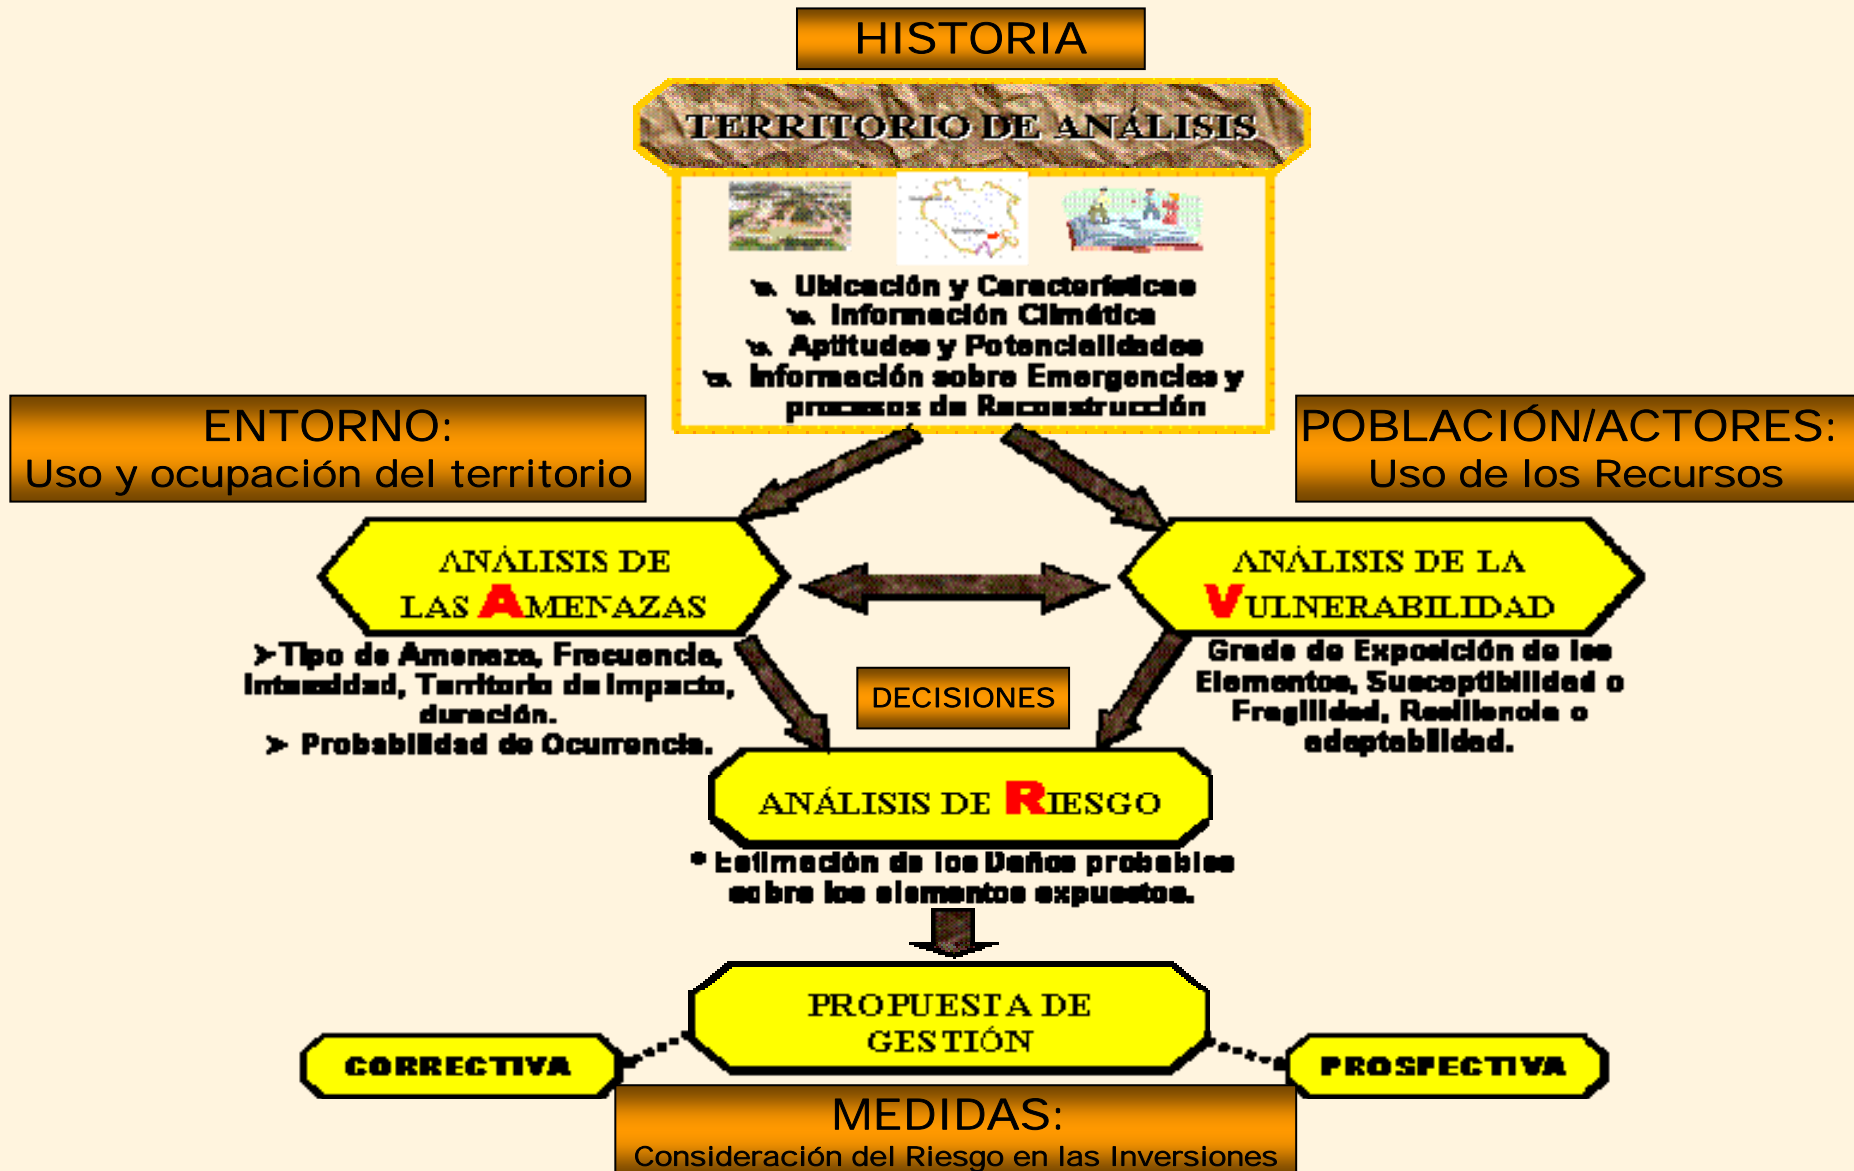 HISTORIA
TERRITORIO DE ANÁLISIS
Ubicación y Características
Información Climática
Aptitudes y Potencialidades
Información sobre Emergencias y
procesos de Reconstrucción
ENTORNO:
Uso y ocupación del territorio
POBLACIÓN/ACTORES:
Uso de los Recursos
ANÁLISIS DE
LAS AMENAZAS
ANÁLISIS DE LA
VULNERABILIDAD
➢ Tipo de Amenaza, Frecuencia,
Intensidad, Territorio de Impacto,
duración.
➢ Probabilidad de Ocurrencia.
DECISIONES
Grado de Exposición de los
Elementos, Susceptibilidad o
Fragilidad, Resiliencia o
adaptabilidad.
ANÁLISIS DE RIESGO
* Estimación de los Daños probables
sobre los elementos expuestos.
PROPUESTA DE
GESTIÓN
CORRECTIVA
PROSPECTIVA
MEDIDAS:
Consideración del Riesgo en las Inversiones